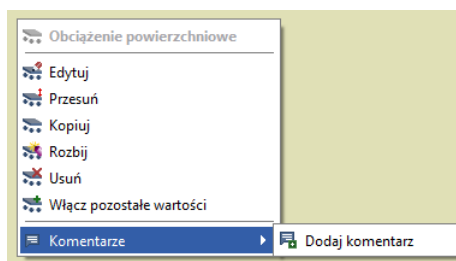 Obciążenie powierzchniowe
Edytuj
Przesuń
Kopiuj
Rozbij
Usuń
Włącz pozostałe wartości
Komentarze
Dodaj komentarz